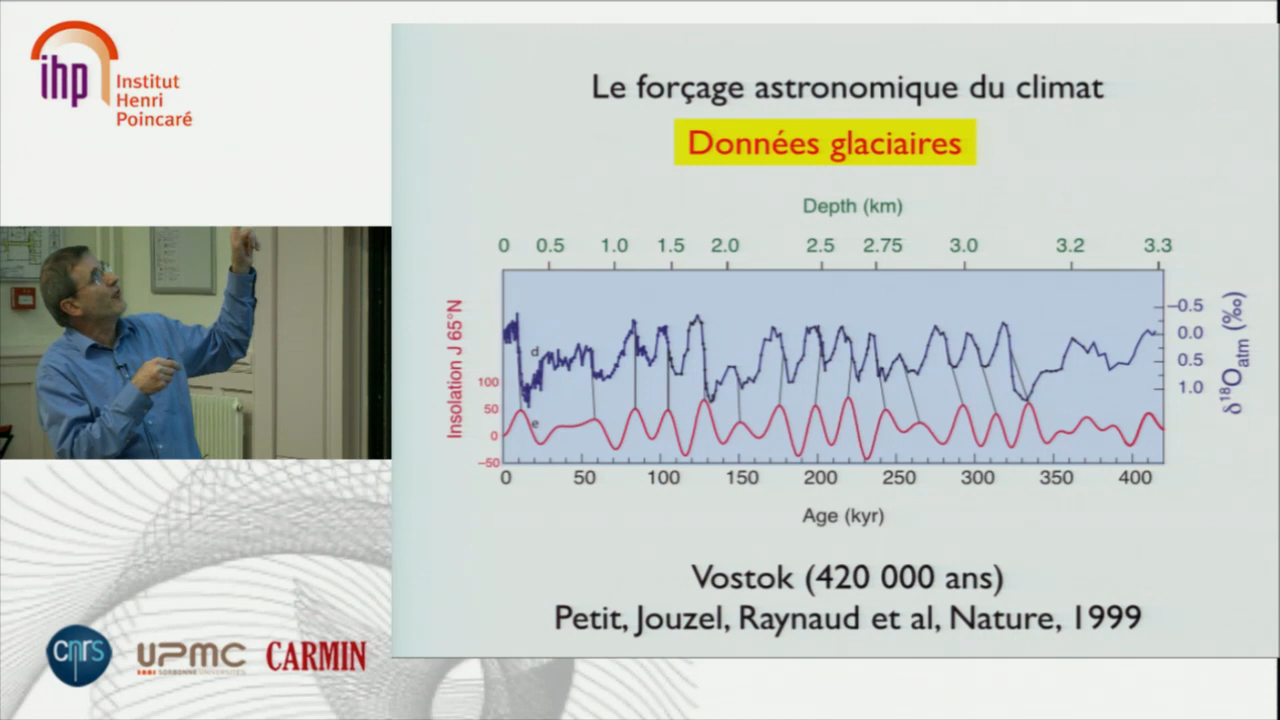 ihp
Institut
Henri
Poincaré
Le forçage astronomique du climat
Données glaciaires
Depth (km)
0 0.5 1.0 1.5 2.0 2.5 2.75 3.0 3.2 3.3
Insolation J 65°N
100
50
0
−50
d
e
−0.5
0.0
0.5
1.0
δ¹⁸Oatm (‰)
0 50 100 150 200 250 300 350 400
Age (kyr)
Vostok (420 000 ans)
Petit, Jouzel, Raynaud et al, Nature, 1999
cnrs
UPMC
SORBONNE UNIVERSITÉS
CARMIN